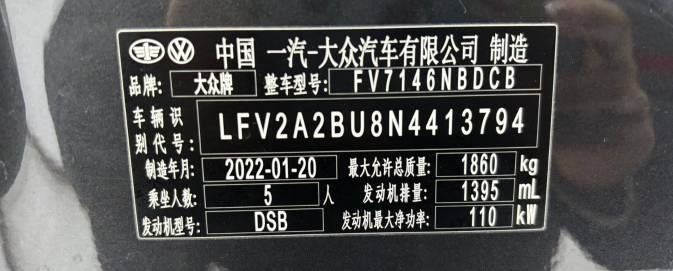 中国 一汽-大众汽车有限公司 制造
品牌: 大众牌 整车型号: FV7146NBDCB
车辆识别代号: LFV2A2BU8N4413794
制造年月: 2022-01-20 最大允许总质量: 1860 kg
乘坐人数: 5 人 发动机排量: 1395 mL
发动机型号: DSB 发动机最大净功率: 110 kW